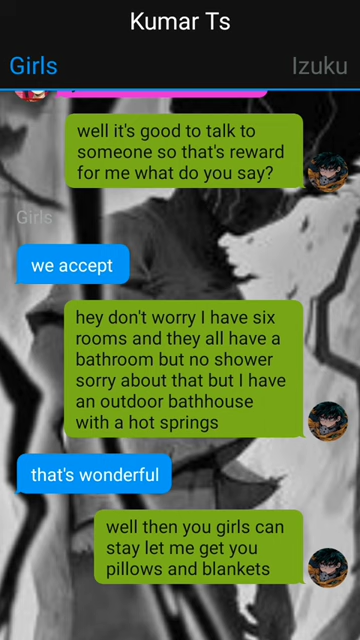 Kumar Ts
Girls
Izuku
well it's good to talk to
someone so that's reward
for me what do you say?
Girls
we accept
hey don't worry I have six
rooms and they all have a
bathroom but no shower
sorry about that but I have
an outdoor bathhouse
with a hot springs
that's wonderful
well then you girls can
stay let me get you
pillows and blankets